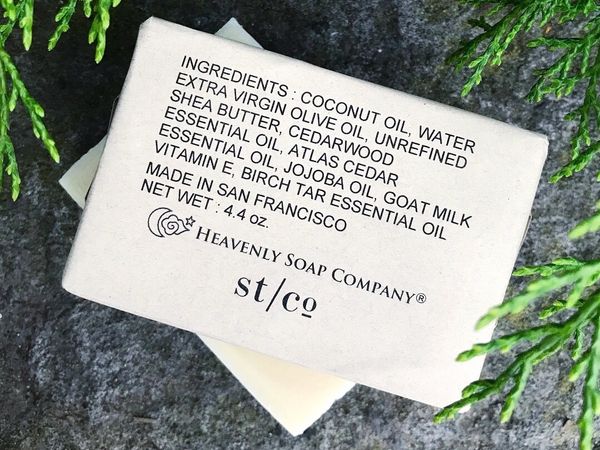 INGREDIENTS : COCONUT OIL, WATER
EXTRA VIRGIN OLIVE OIL, UNREFINED
SHEA BUTTER, CEDARWOOD
ESSENTIAL OIL, ATLAS CEDAR
ESSENTIAL OIL, JOJOBA OIL, GOAT MILK
VITAMIN E, BIRCH TAR ESSENTIAL OIL
MADE IN SAN FRANCISCO
NET WET : 4.4 oz.
HEAVENLY SOAP COMPANY®
st/co